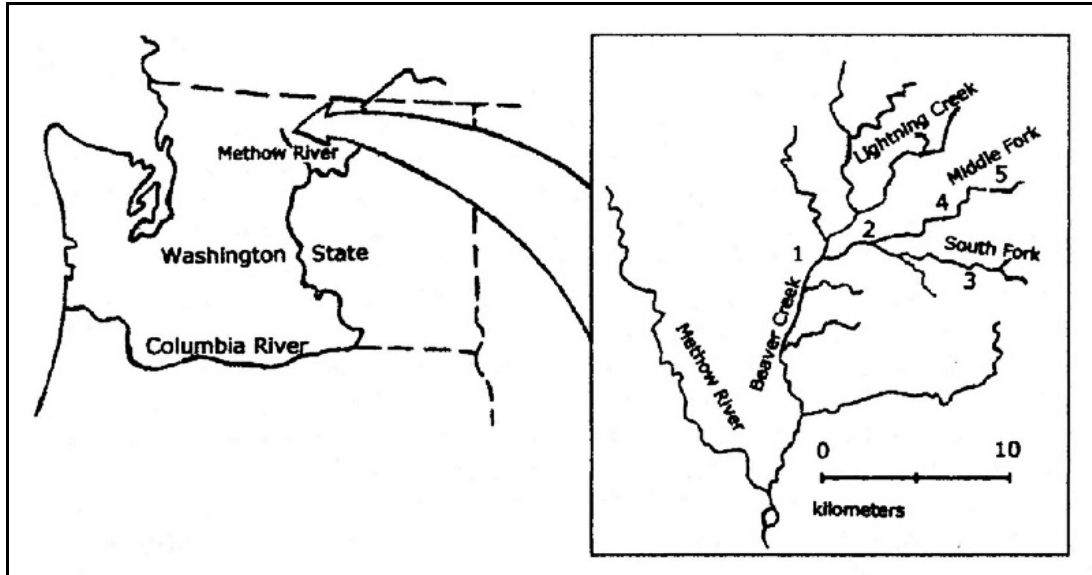 Methow River
Washington State
Columbia River
Lightning Creek
Middle Fork
5
4
2
1
South Fork
3
Beaver Creek
Methow River
0 10
kilometers